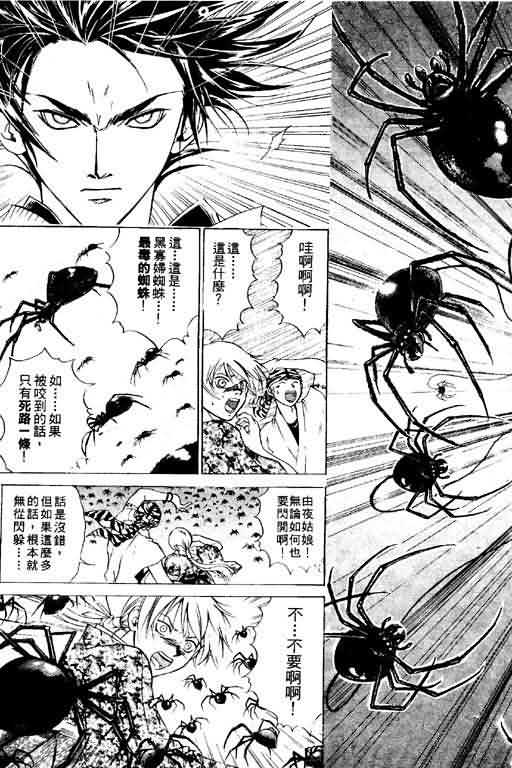 哇啊啊啊！
這……
這是什麼？
這……這是……
黑寡婦蜘蛛……
最毒的蜘蛛！
如……如果
被咬到的話，
只有死路一條！
由夜姑娘！
無論如何也
要閃開啊！
話是沒錯，
但如果這麼多
的話，根本就
無從閃躲……
不…不要啊啊！